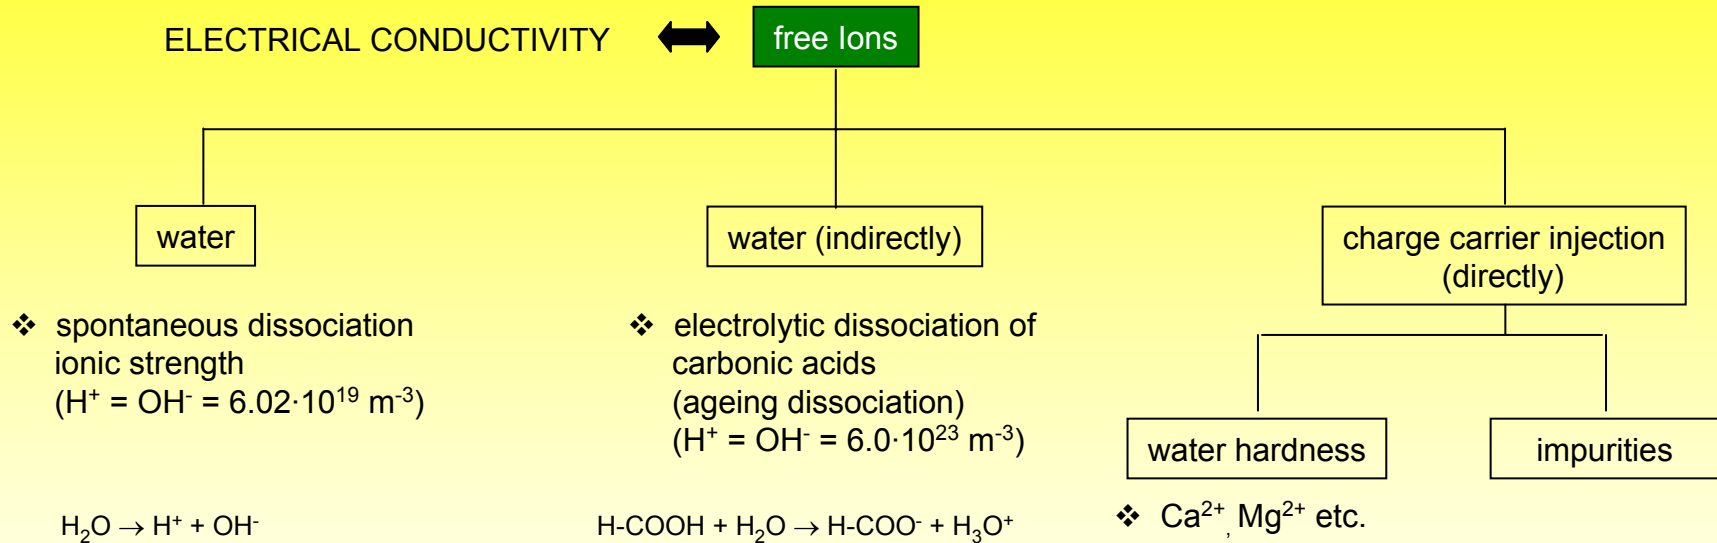 ELECTRICAL CONDUCTIVITY
free Ions
water
❖ spontaneous dissociation
ionic strength
(H⁺ = OH⁻ = 6.02·10¹⁹ m⁻³)
H₂O → H⁺ + OH⁻
water (indirectly)
❖ electrolytic dissociation of
carbonic acids
(ageing dissociation)
(H⁺ = OH⁻ = 6.0·10²³ m⁻³)
H-COOH + H₂O → H-COO⁻ + H₃O⁺
charge carrier injection
(directly)
water hardness
❖ Ca²⁺, Mg²⁺ etc.
impurities